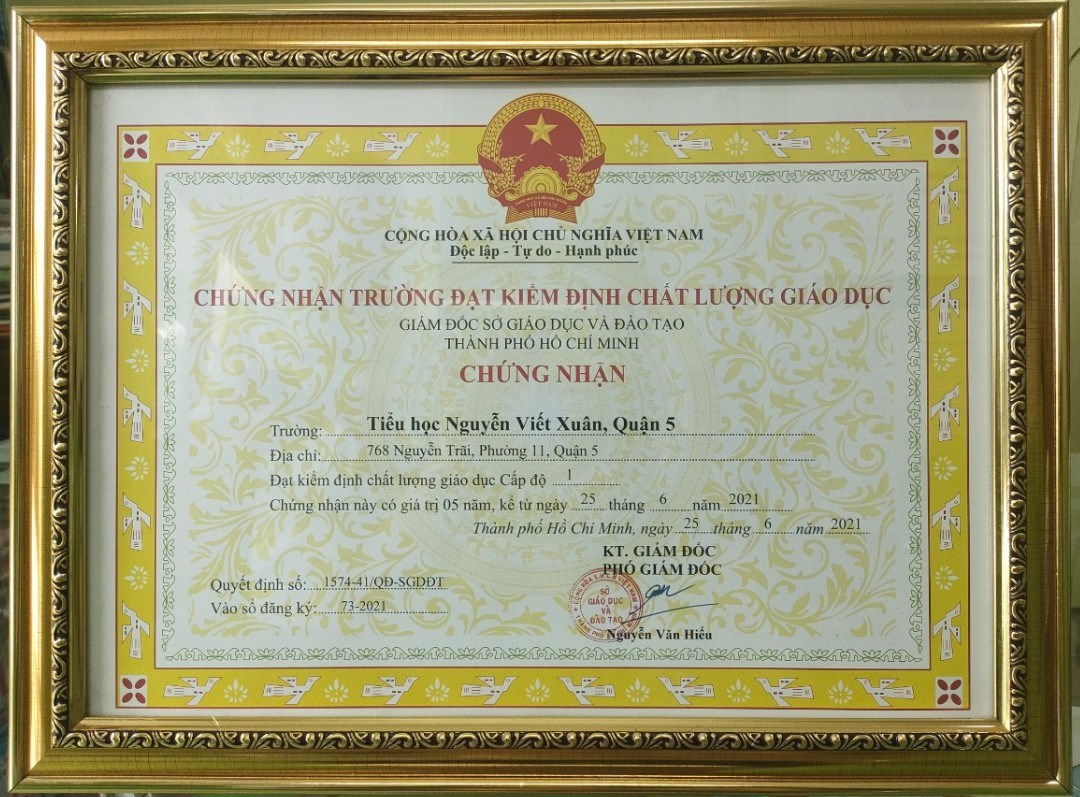 VIỆT NAM
CỘNG HÒA XÃ HỘI CHỦ NGHĨA VIỆT NAM
Độc lập - Tự do - Hạnh phúc
CHỨNG NHẬN TRƯỜNG ĐẠT KIỂM ĐỊNH CHẤT LƯỢNG GIÁO DỤC
GIÁM ĐỐC SỞ GIÁO DỤC VÀ ĐÀO TẠO
THÀNH PHỐ HỒ CHÍ MINH
CHỨNG NHẬN
Trường: Tiểu học Nguyễn Viết Xuân, Quận 5
Địa chỉ: 768 Nguyễn Trãi, Phường 11, Quận 5
Đạt kiểm định chất lượng giáo dục Cấp độ 1
Chứng nhận này có giá trị 05 năm, kể từ ngày 25 tháng 6 năm 2021
Thành phố Hồ Chí Minh, ngày 25 tháng 6 năm 2021
KT. GIÁM ĐỐC
PHÓ GIÁM ĐỐC
Quyết định số: 1574-41/QĐ-SGDĐT
Vào sổ đăng ký: 73-2021
SỞ
GIÁO DỤC
VÀ
ĐÀO TẠO
Nguyễn Văn Hiếu